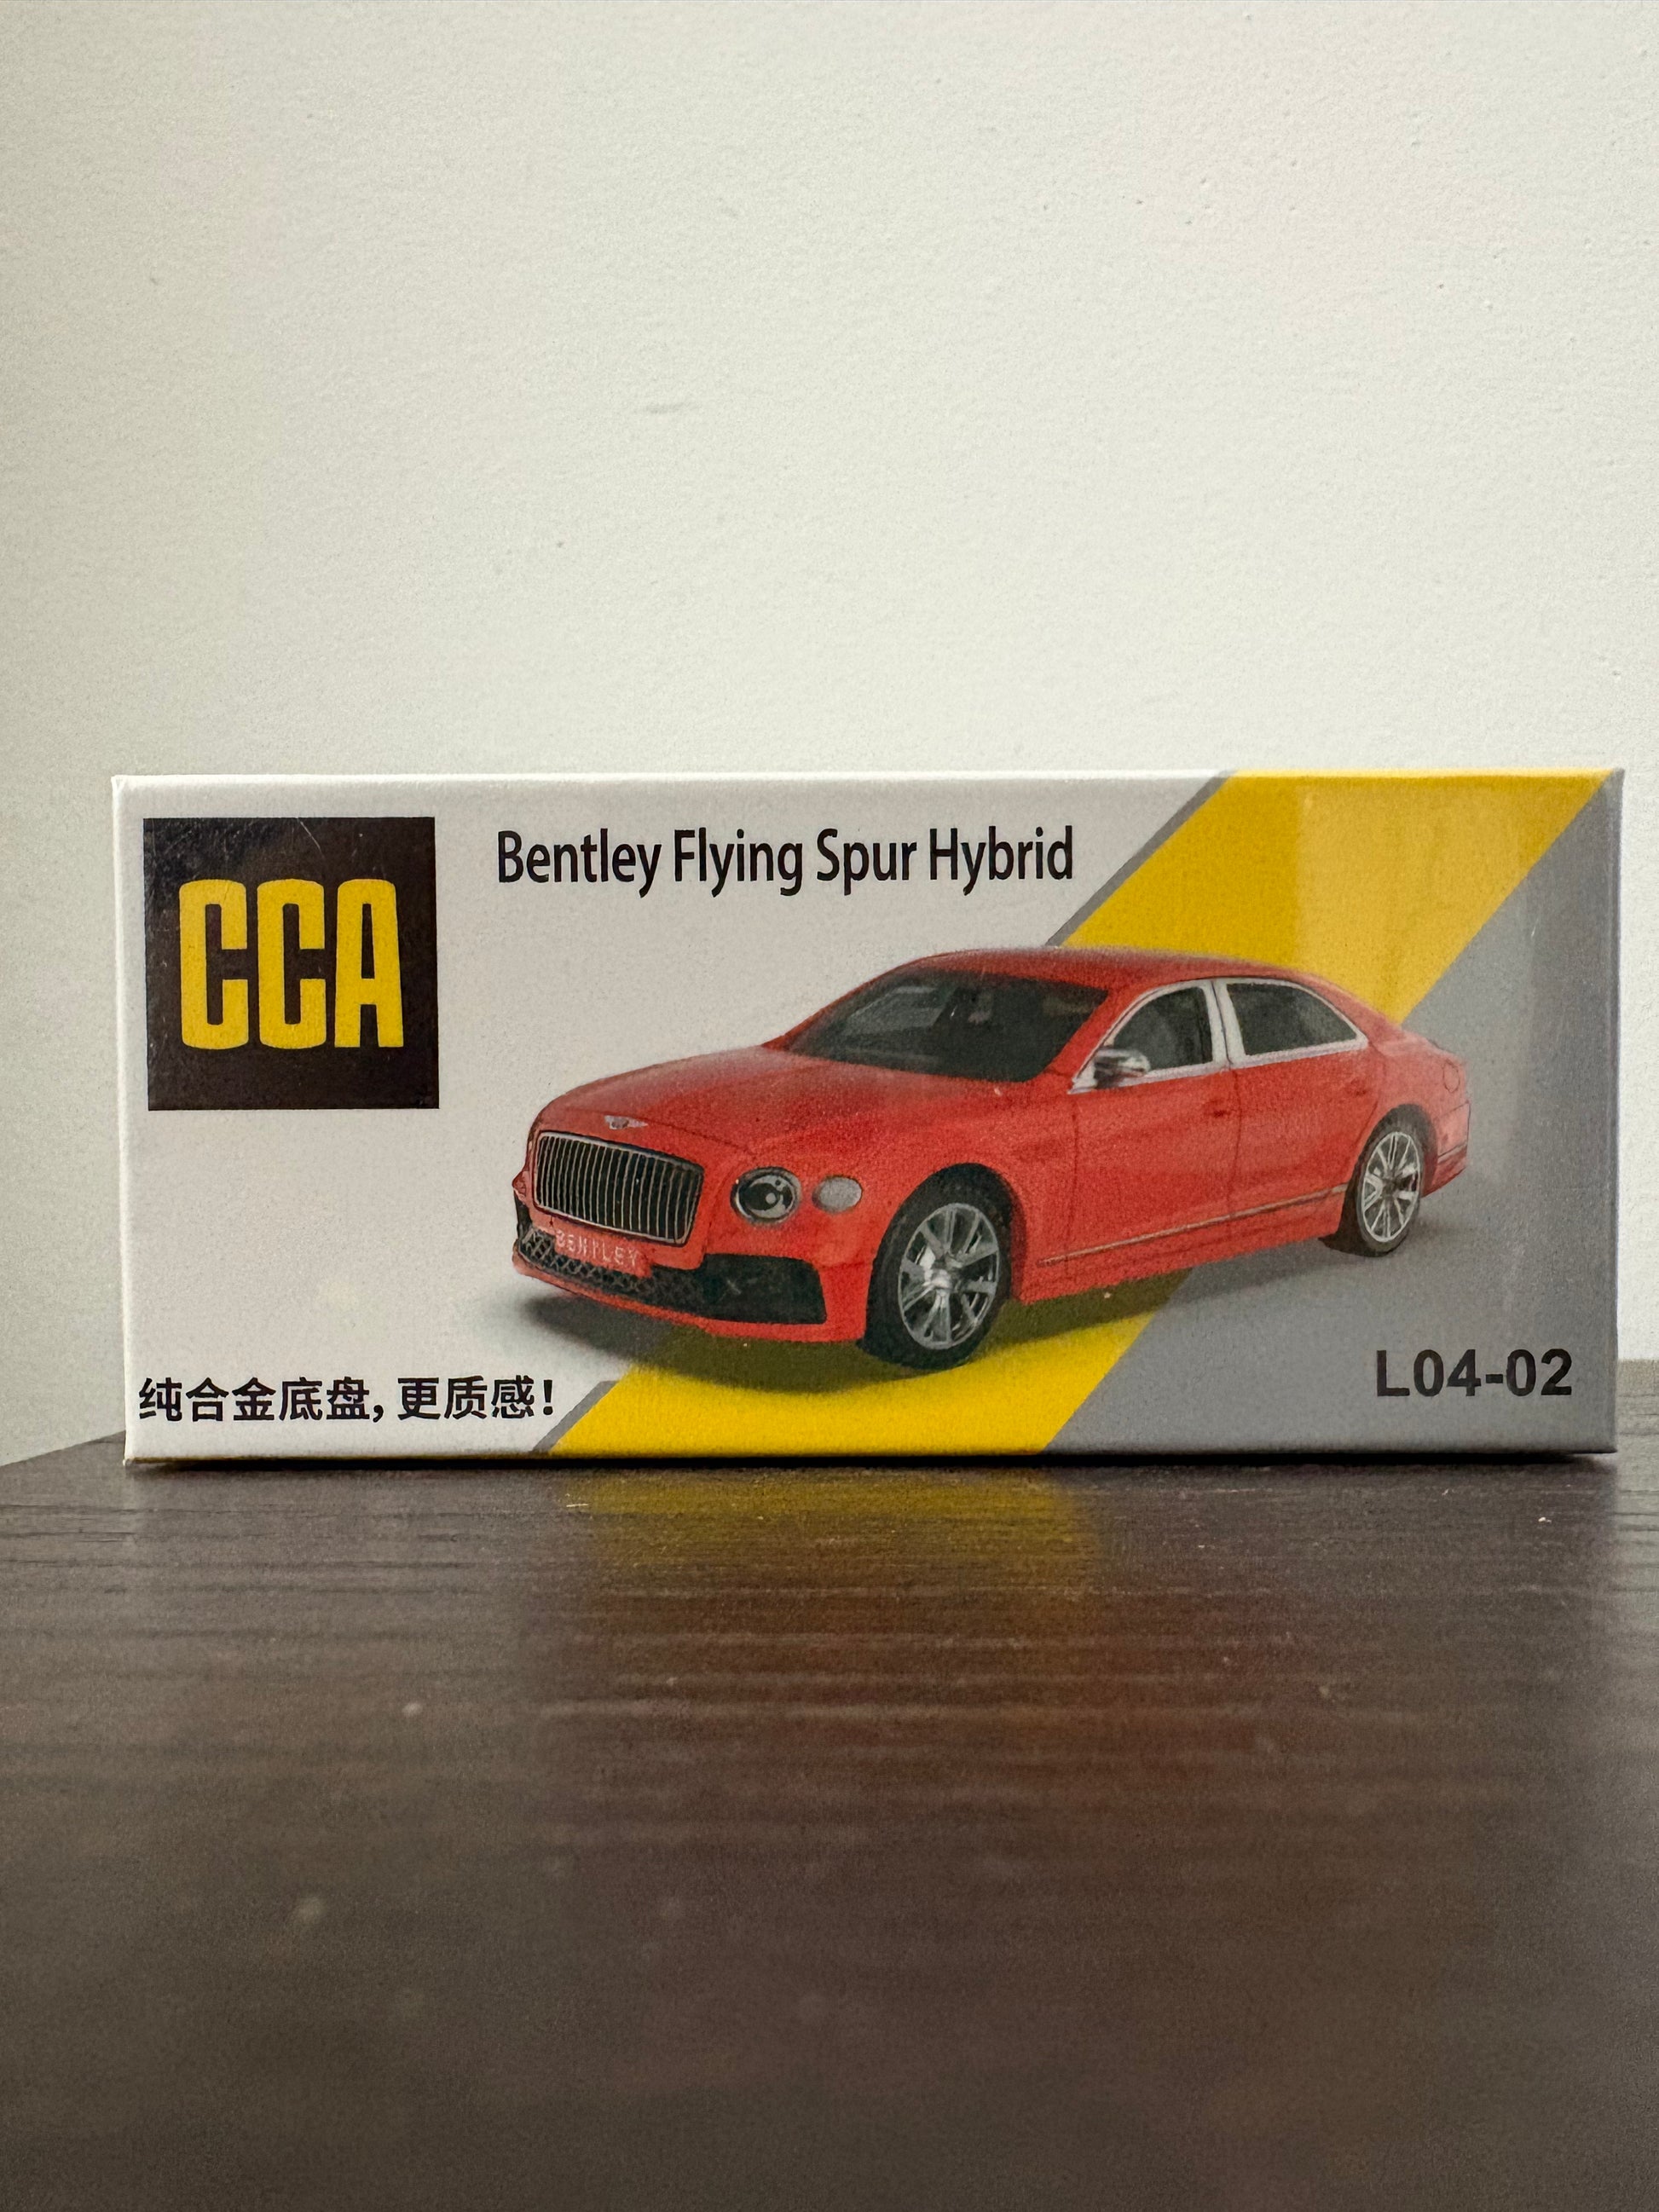 CCA
Bentley Flying Spur Hybrid
BENTLEY
纯合金底盘,更质感!
L04-02